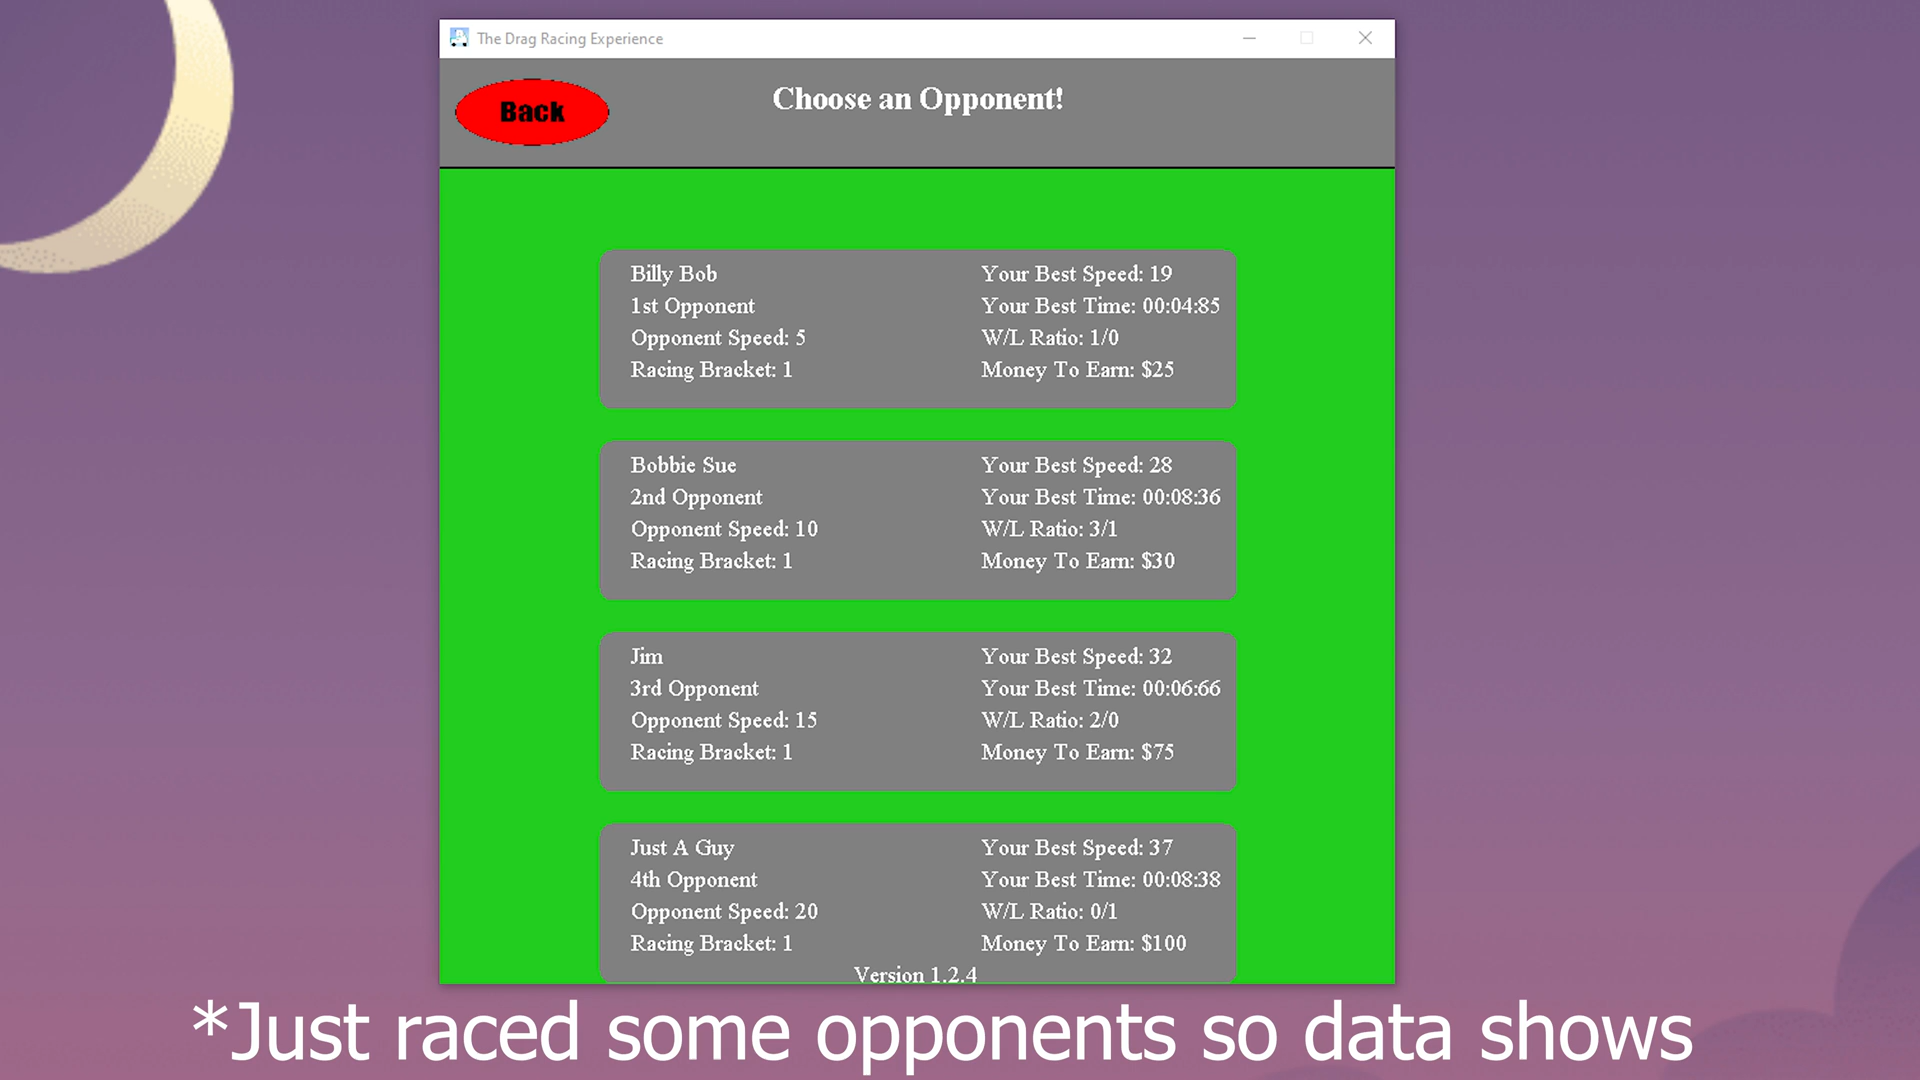 The Drag Racing Experience
Back
Choose an Opponent!
Billy Bob
1st Opponent
Opponent Speed: 5
Racing Bracket: 1
Your Best Speed: 19
Your Best Time: 00:04:85
W/L Ratio: 1/0
Money To Earn: $25
Bobbie Sue
2nd Opponent
Opponent Speed: 10
Racing Bracket: 1
Your Best Speed: 28
Your Best Time: 00:08:36
W/L Ratio: 3/1
Money To Earn: $30
Jim
3rd Opponent
Opponent Speed: 15
Racing Bracket: 1
Your Best Speed: 32
Your Best Time: 00:06:66
W/L Ratio: 2/0
Money To Earn: $75
Just A Guy
4th Opponent
Opponent Speed: 20
Racing Bracket: 1
Your Best Speed: 37
Your Best Time: 00:08:38
W/L Ratio: 0/1
Money To Earn: $100
Version 1.2.4
*Just raced some opponents so data shows